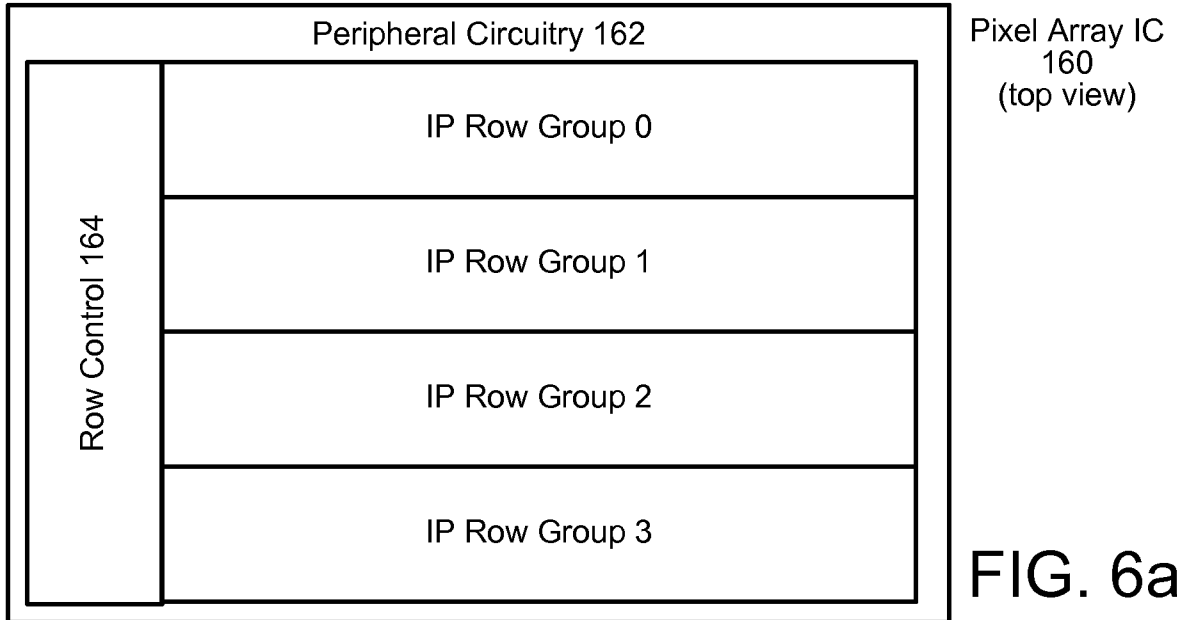 Peripheral Circuitry 162
Pixel Array IC
160
(top view)
Row Control 164
IP Row Group 0
IP Row Group 1
IP Row Group 2
IP Row Group 3
FIG. 6a